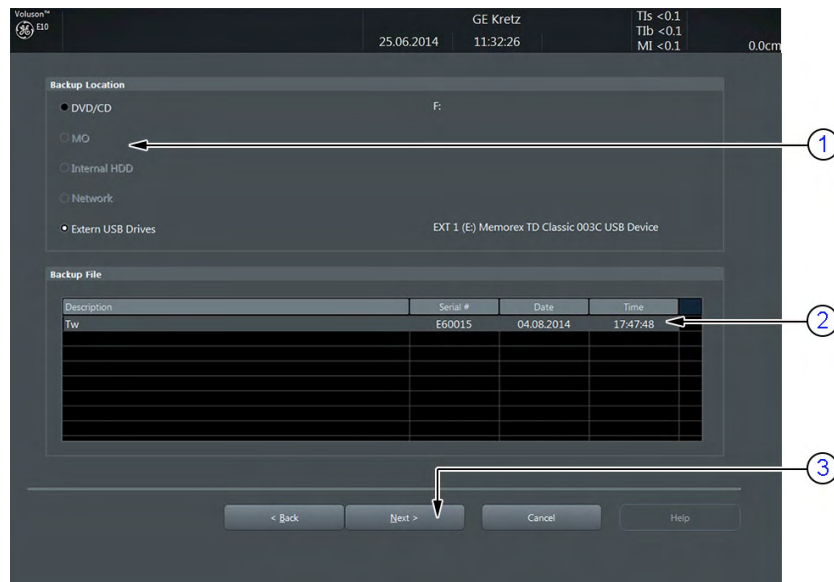 Voluson™
E10
GE Kretz
TIs <0.1
TIb <0.1
25.06.2014 11:32:26
MI <0.1
0.0cm
Backup Location
DVD/CD F:
MO
1
Internal HDD
Network
Extern USB Drives EXT 1 (E:) Memorex TD Classic 003C USB Device
Backup File
Description Serial # Date Time
Tw E60015 04.08.2014 17:47:48
2
3
< Back Next > Cancel Help